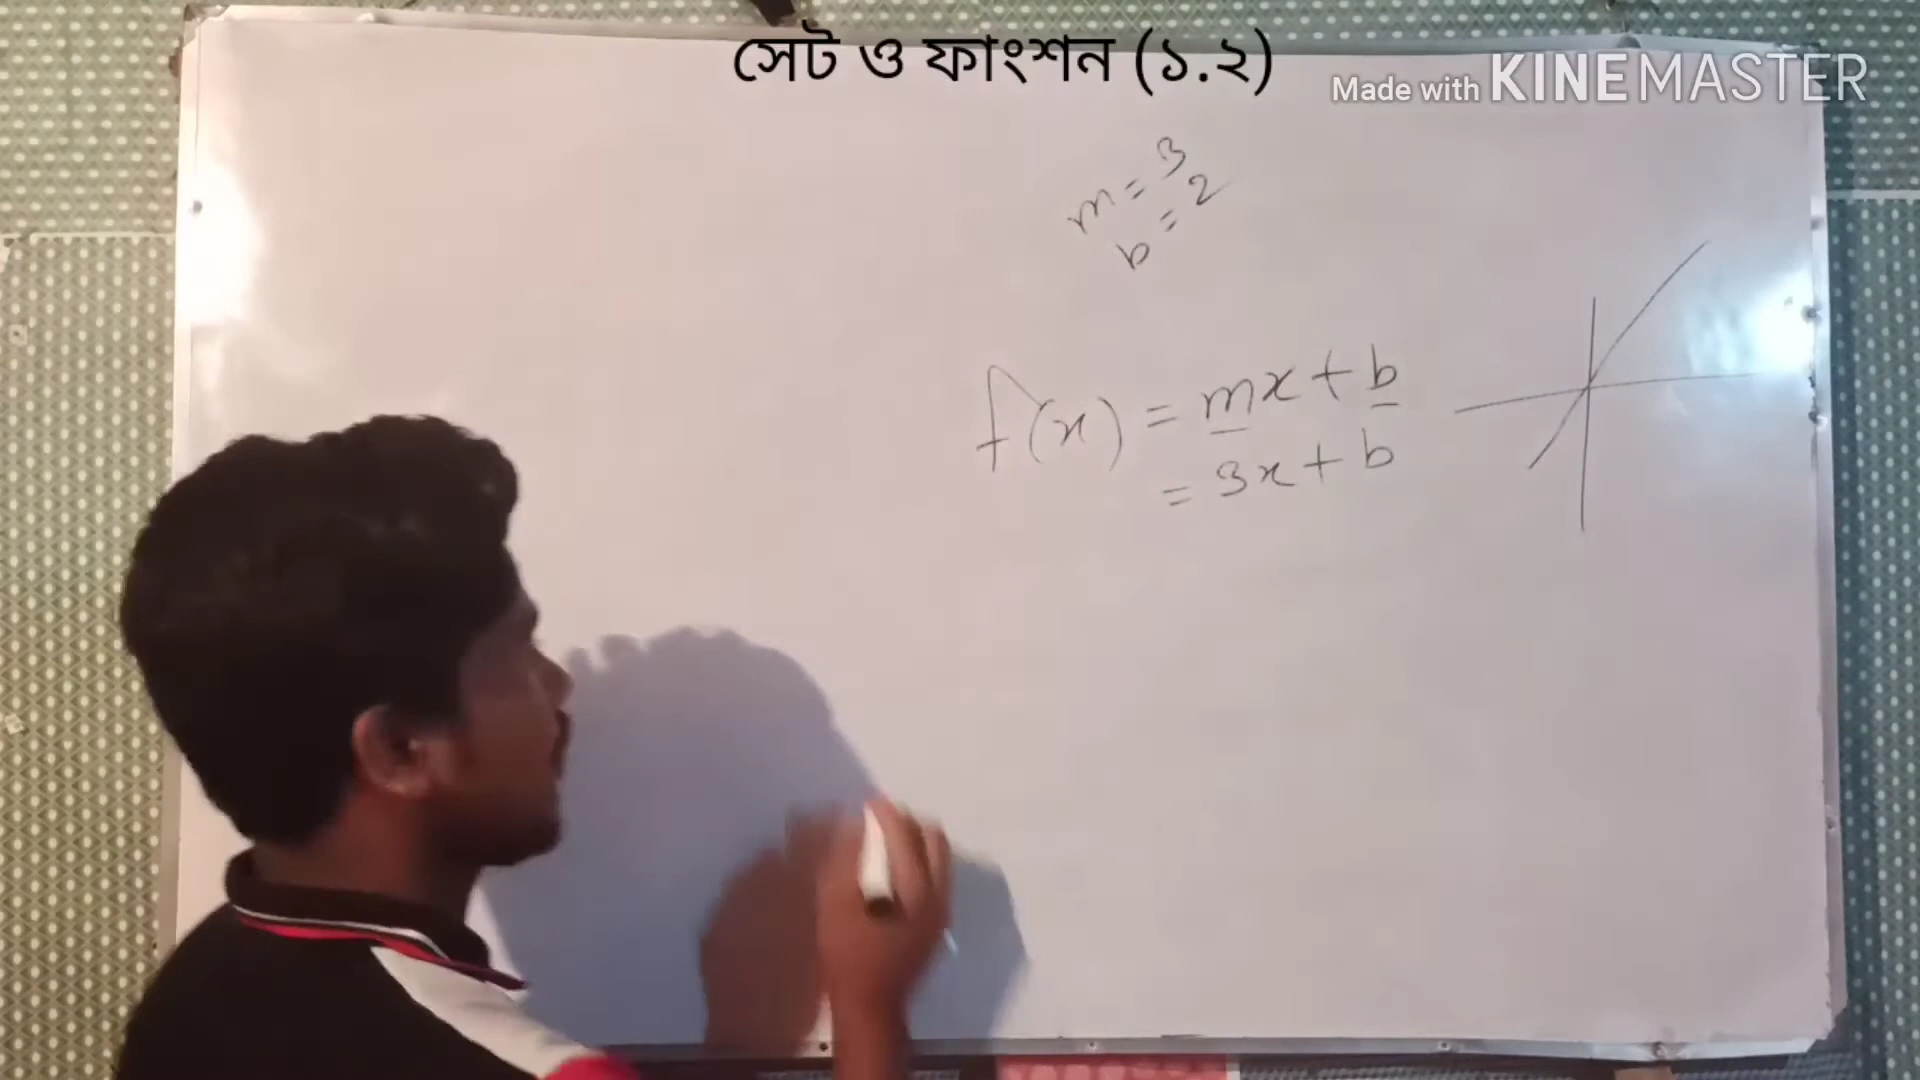 সেট ও ফাংশন (১.২)
Made with KINEMASTER
m = 3
b = 2
f(x) = mx + b
= 3x + b